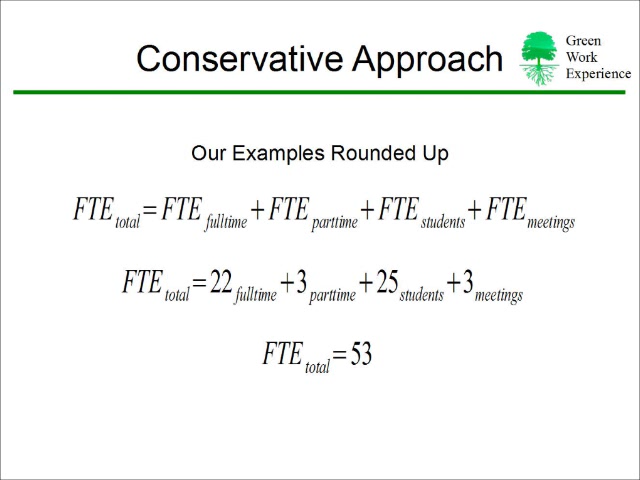 Conservative Approach
Green
Work
Experience
Our Examples Rounded Up
FTE total = FTE fulltime + FTE parttime + FTE students + FTE meetings
FTE total = 22 fulltime + 3 parttime + 25 students + 3 meetings
FTE total = 53